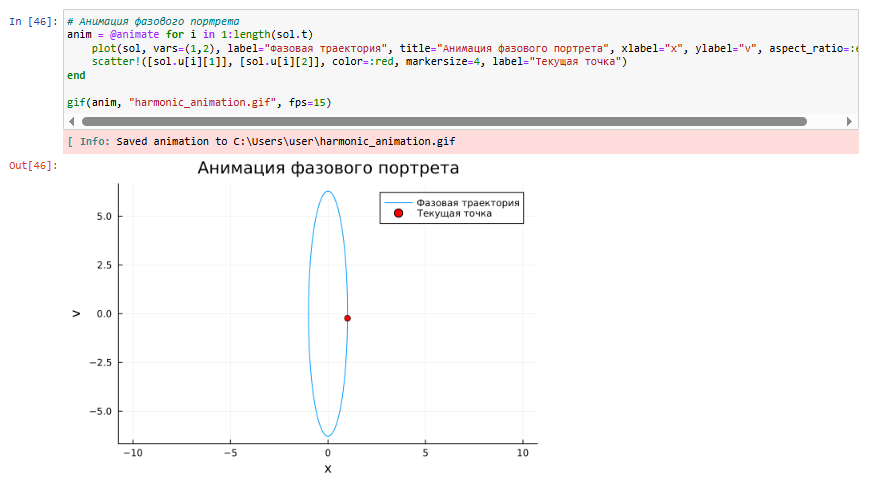 In [46]:
# Анимация фазового портрета
anim = @animate for i in 1:length(sol.t)
    plot(sol, vars=(1,2), label="Фазовая траектория", title="Анимация фазового портрета", xlabel="x", ylabel="v", aspect_ratio=:e
    scatter!([sol.u[i][1]], [sol.u[i][2]], color=:red, markersize=4, label="Текущая точка")
end
gif(anim, "harmonic_animation.gif", fps=15)
[ Info: Saved animation to C:\Users\user\harmonic_animation.gif
Out[46]:
Анимация фазового портрета
Фазовая траектория
Текущая точка
5.0
2.5
0.0
−2.5
−5.0
v
−10 −5 0 5 10
x